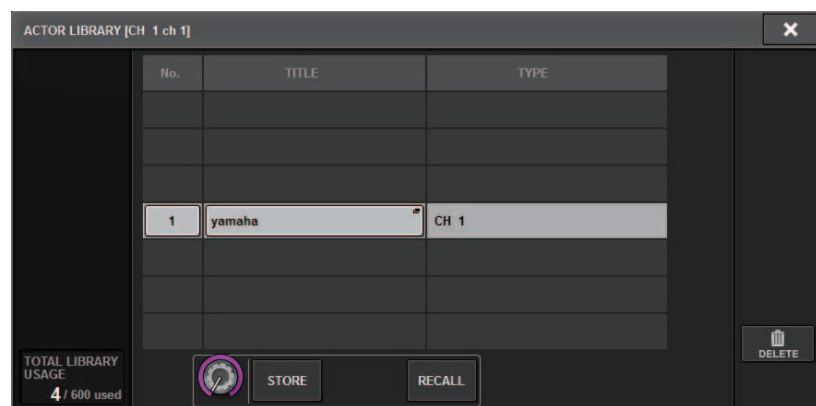 ACTOR LIBRARY [CH 1 ch 1]
No. TITLE TYPE
1 yamaha CH 1
DELETE
TOTAL LIBRARY
USAGE
4 / 600 used
STORE RECALL